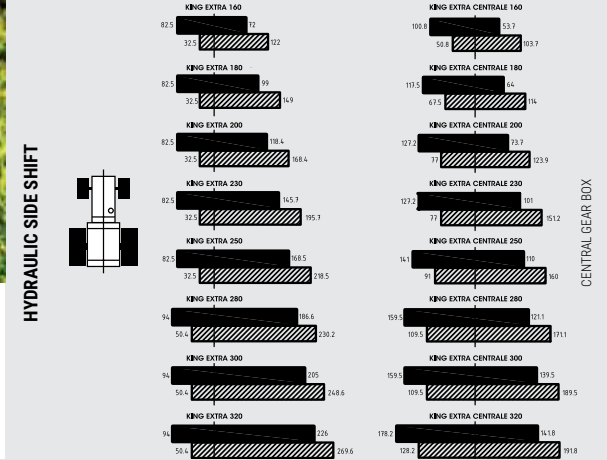 HYDRAULIC SIDE SHIFT
KING EXTRA 160
82.5 72
32.5 122
KING EXTRA 180
82.5 99
32.5 149
KING EXTRA 200
82.5 118.4
32.5 168.4
KING EXTRA 230
82.5 145.7
32.5 195.7
KING EXTRA 250
82.5 168.5
32.5 218.5
KING EXTRA 280
94 186.6
50.4 230.2
KING EXTRA 300
94 205
50.4 248.6
KING EXTRA 320
94 226
50.4 269.6
KING EXTRA CENTRALE 160
100.8 53.7
50.8 103.7
KING EXTRA CENTRALE 180
117.5 64
67.5 114
KING EXTRA CENTRALE 200
127.2 73.7
77 123.9
KING EXTRA CENTRALE 230
127.2 101
77 151.2
KING EXTRA CENTRALE 250
141 110
91 160
KING EXTRA CENTRALE 280
159.5 121.1
109.5 171.1
KING EXTRA CENTRALE 300
159.5 139.5
109.5 189.5
KING EXTRA CENTRALE 320
178.2 141.8
128.2 191.8
CENTRAL GEAR BOX